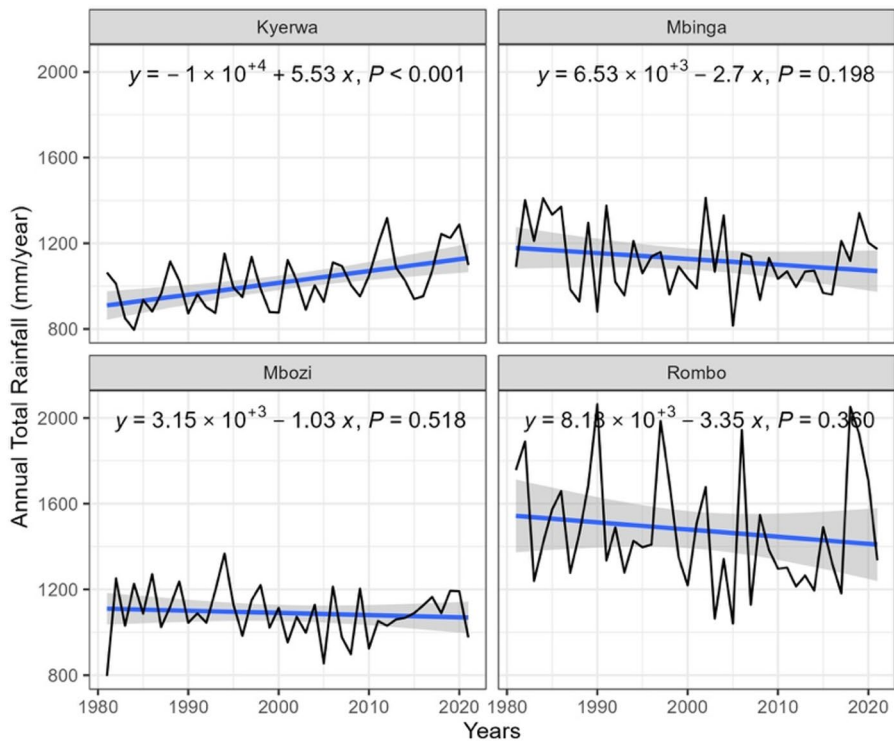 Kyerwa
Mbinga
y = − 1 × 10⁺⁴ + 5.53 x, P < 0.001
y = 6.53 × 10⁺³ − 2.7 x, P = 0.198
2000
1600
1200
800
Mbozi
Rombo
y = 3.15 × 10⁺³ − 1.03 x, P = 0.518
y = 8.13 × 10⁺³ − 3.35 x, P = 0.360
2000
1600
1200
800
Annual Total Rainfall (mm/year)
1980 1990 2000 2010 2020 1980 1990 2000 2010 2020
Years